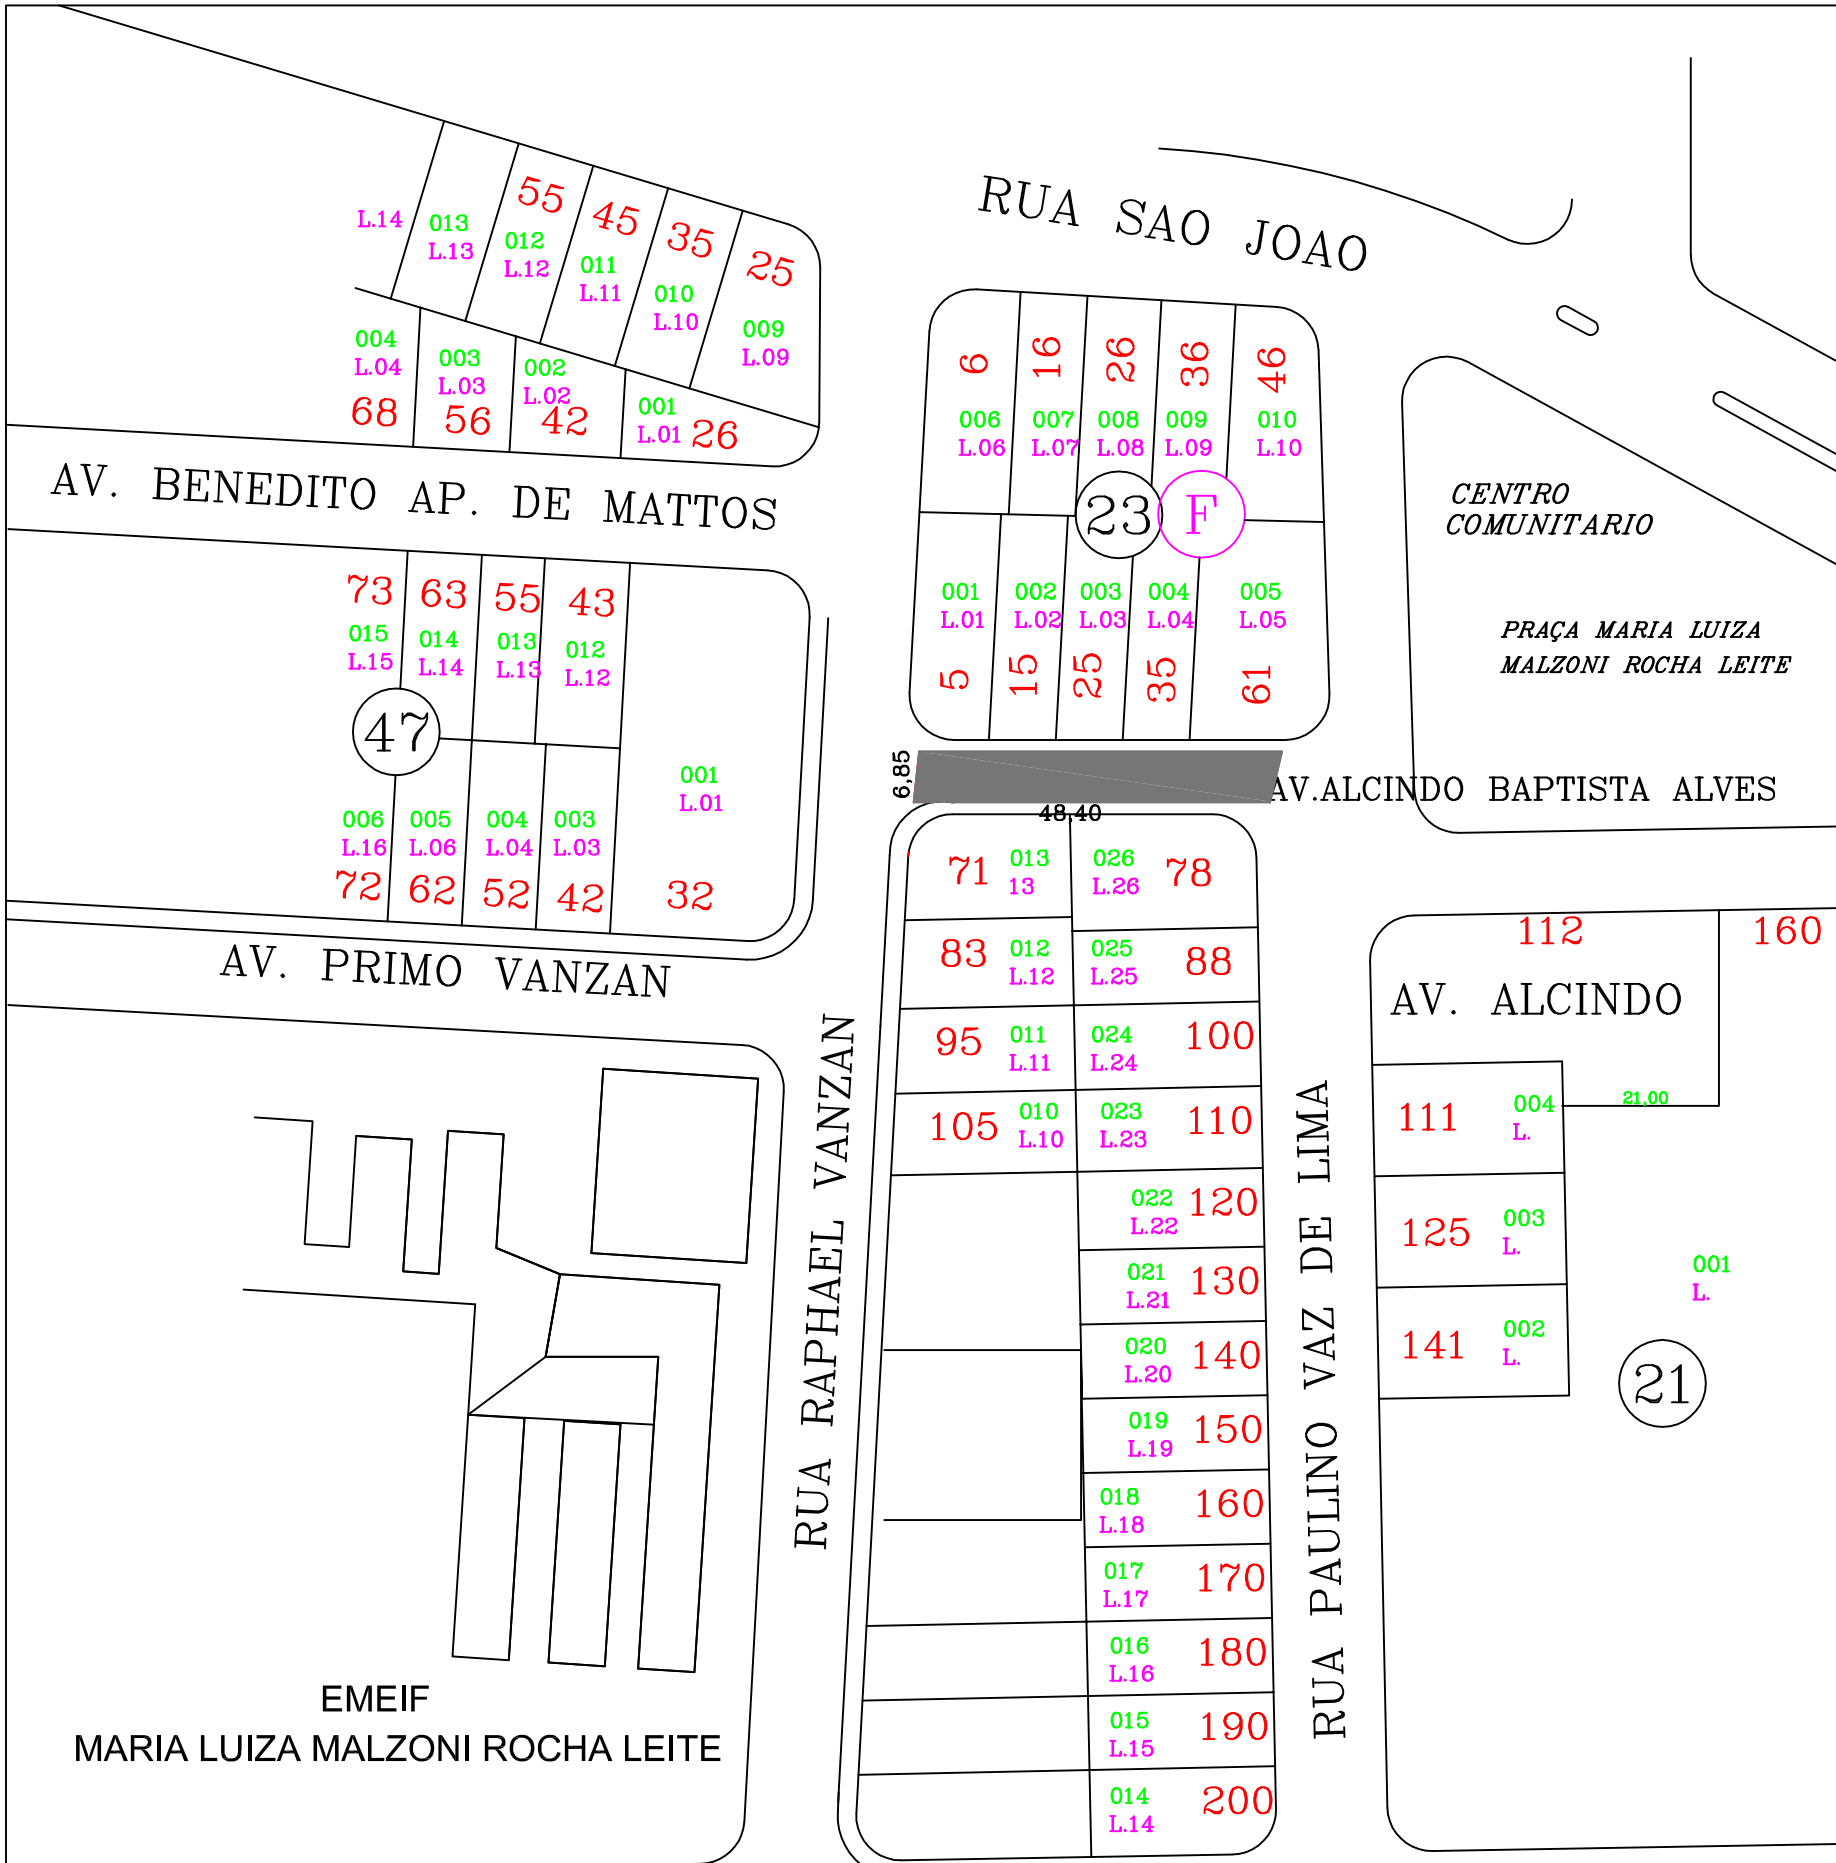 RUA SAO JOAO
55
45
35
25
L.14
013
L.13
012
L.12
011
L.11
010
L.10
009
L.09
004
L.04
68
003
L.03
56
002
L.02
42
001
L.01
26
AV. BENEDITO AP. DE MATTOS
6
16
26
36
46
006
L.06
007
L.07
008
L.08
009
L.09
010
L.10
23
F
001
L.01
002
L.02
003
L.03
004
L.04
005
L.05
5
15
25
35
61
CENTRO
COMUNITARIO
PRAÇA MARIA LUIZA
MALZONI ROCHA LEITE
73
63
55
43
015
L.15
014
L.14
013
L.13
012
L.12
47
001
L.01
006
L.16
005
L.06
004
L.04
003
L.03
72
62
52
42
32
6,85
48,40
AV.ALCINDO BAPTISTA ALVES
AV. PRIMO VANZAN
71
013
13
026
L.26
78
83
012
L.12
025
L.25
88
95
011
L.11
024
L.24
100
105
010
L.10
023
L.23
110
022
L.22
120
021
L.21
130
020
L.20
140
019
L.19
150
018
L.18
160
017
L.17
170
016
L.16
180
015
L.15
190
014
L.14
200
RUA RAPHAEL VANZAN
RUA PAULINO VAZ DE LIMA
112
160
AV. ALCINDO
111
004
L.
21,00
125
003
L.
001
L.
141
002
L.
21
EMEIF
MARIA LUIZA MALZONI ROCHA LEITE